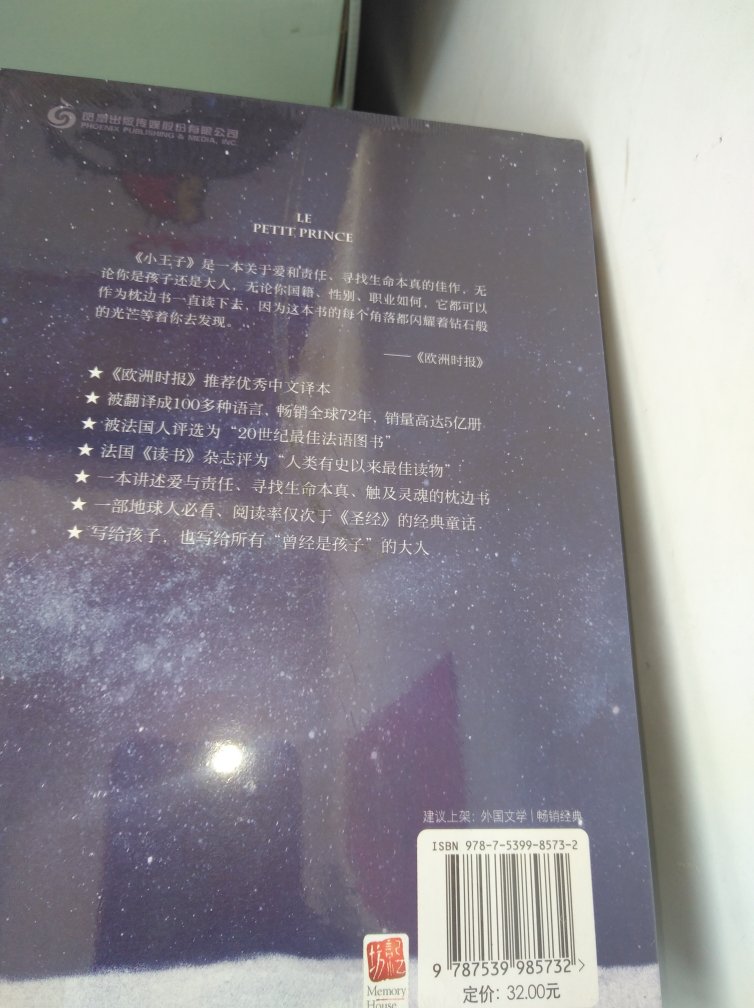 凤凰出版传媒股份有限公司
PHOENIX PUBLISHING & MEDIA, INC
LE
PETIT PRINCE
《小王子》是一本关于爱和责任、寻找生命本真的佳作，无
论你是孩子还是大人，无论你国籍、性别、职业如何，它都可以
作为枕边书一直读下去，因为这本书的每个角落都闪耀着钻石般
的光芒等着你去发现。
——《欧洲时报》
★《欧洲时报》推荐优秀中文译本
★ 被翻译成100多种语言，畅销全球72年，销量高达5亿册
★ 被法国人评选为“20世纪最佳法语图书”
★ 法国《读书》杂志评为“人类有史以来最佳读物”
★ 一本讲述爱与责任、寻找生命本真、触及灵魂的枕边书
★ 一部地球人必看、阅读率仅次于《圣经》的经典童话
★ 写给孩子，也写给所有“曾经是孩子”的大人
建议上架：外国文学 | 畅销经典
ISBN 978-7-5399-8573-2
9 787539 985732 >
定价：32.00元
記忆坊
Memory
House